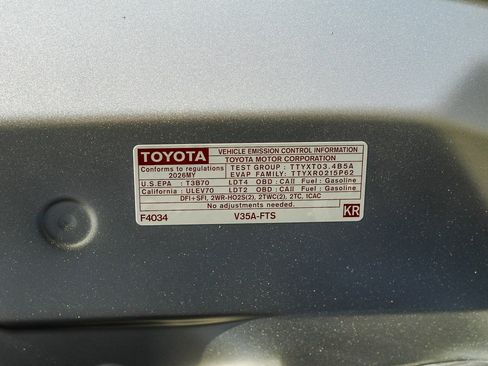 TOYOTA
VEHICLE EMISSION CONTROL INFORMATION
TOYOTA MOTOR CORPORATION
Conforms to regulations
2026MY
TEST GROUP : TTYXT03.4B5A
EVAP FAMILY: TTYXR0215P62
U.S.EPA : T3B70 LDT4 OBD : CAII Fuel : Gasoline
California : ULEV70 LDT2 OBD : CAII Fuel : Gasoline
DFI+SFI, 2WR-HO2S(2), 2TWC(2), 2TC, 1CAC
No adjustments needed.
F4034 V35A-FTS KR